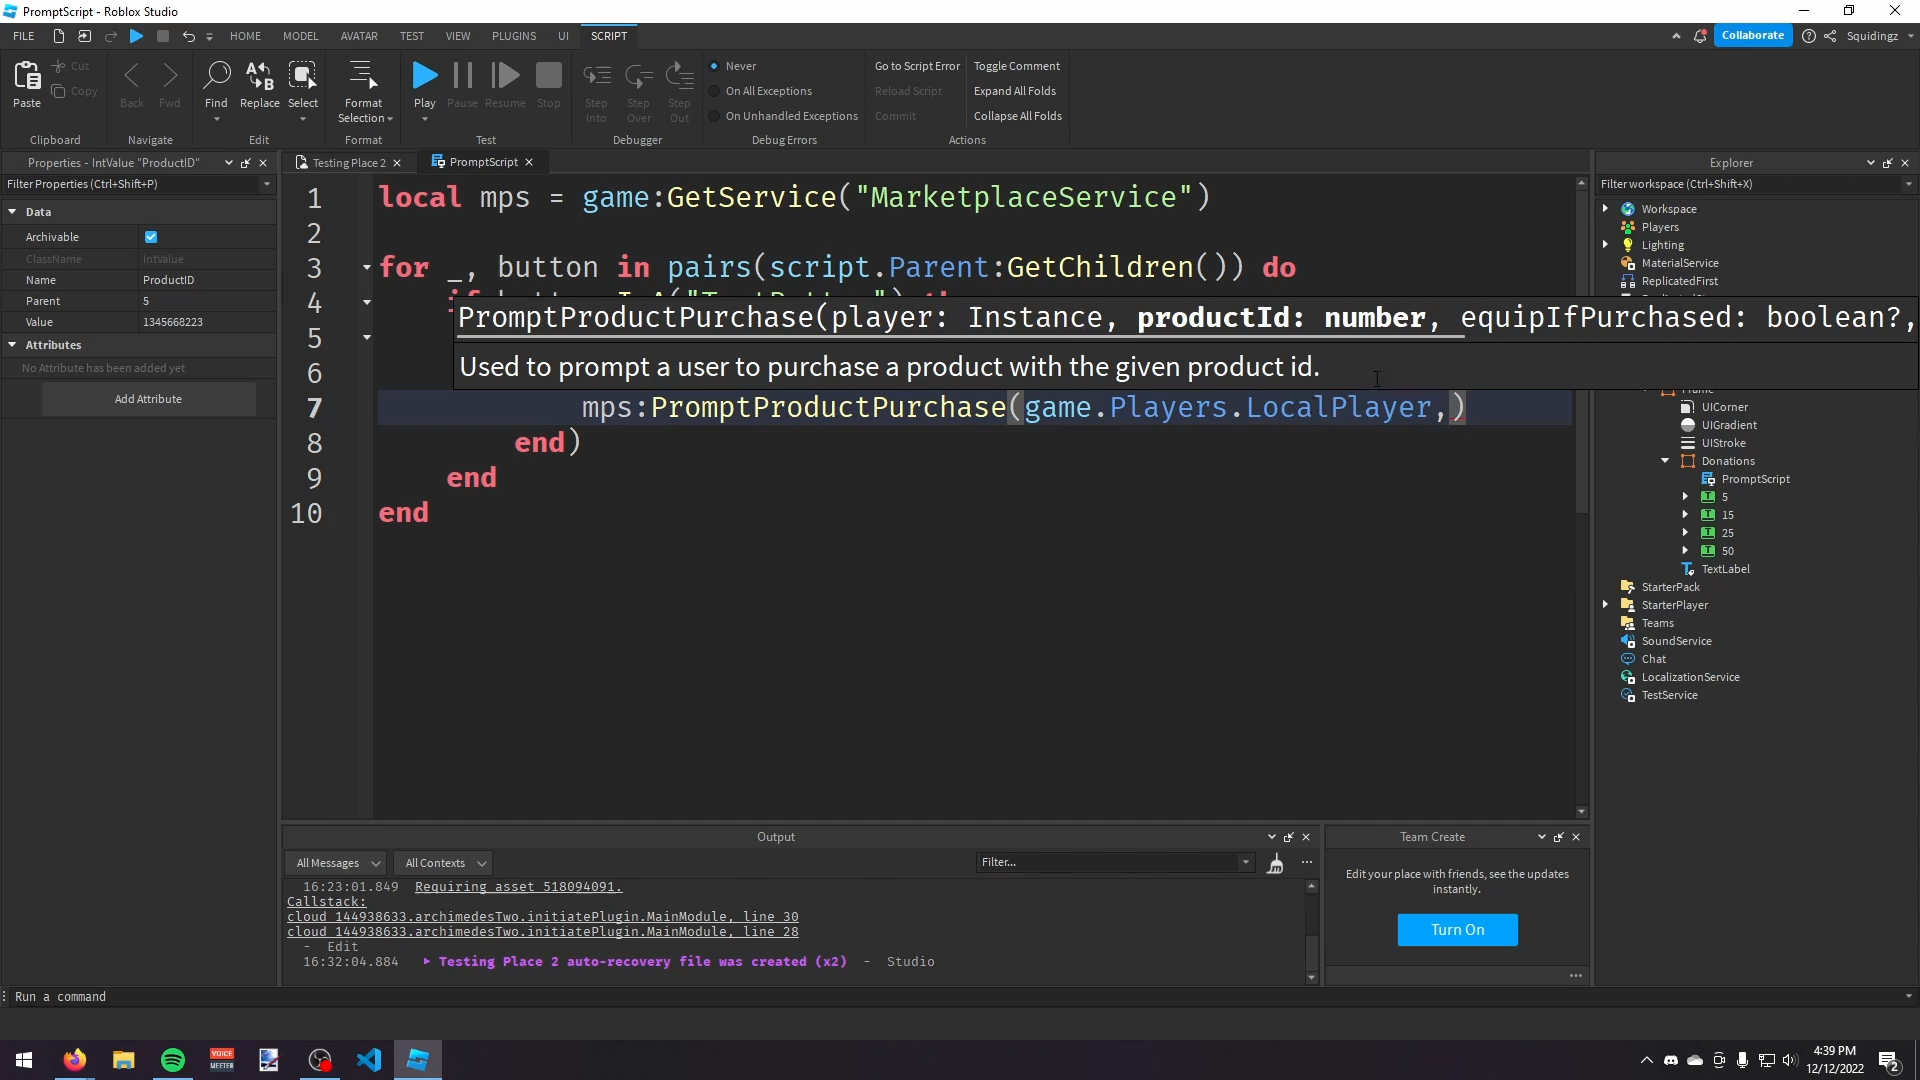 PromptScript - Roblox Studio
FILE HOME MODEL AVATAR TEST VIEW PLUGINS UI SCRIPT Collaborate Squidingz
Paste Cut Copy Back Fwd Find Replace Select Format Selection Play Pause Resume Stop Step Into Step Over Step Out
Never
On All Exceptions
On Unhandled Exceptions
Go to Script Error
Reload Script
Commit
Toggle Comment
Expand All Folds
Collapse All Folds
Clipboard Navigate Edit Format Test Debugger Debug Errors Actions
Properties - IntValue "ProductID"
Filter Properties (Ctrl+Shift+P)
Data
Archivable
ClassName IntValue
Name ProductID
Parent 5
Value 1345668223
Attributes
No Attribute has been added yet
Add Attribute
Testing Place 2 PromptScript
1 local mps = game:GetService("MarketplaceService")
2
3 for _, button in pairs(script.Parent:GetChildren()) do
4
PromptProductPurchase(player: Instance, productId: number, equipIfPurchased: boolean?,
5
Used to prompt a user to purchase a product with the given product id.
6
7 mps:PromptProductPurchase(game.Players.LocalPlayer,)
8 end)
9 end
10 end
Explorer
Filter workspace (Ctrl+Shift+X)
Workspace
Players
Lighting
MaterialService
ReplicatedFirst
UICorner
UIGradient
UIStroke
Donations
PromptScript
5
15
25
50
TextLabel
StarterPack
StarterPlayer
Teams
SoundService
Chat
LocalizationService
TestService
Output
All Messages All Contexts Filter...
16:23:01.849 Requiring asset 518094091.
Callstack:
cloud_144938633.archimedesTwo.initiatePlugin.MainModule, line 30
cloud_144938633.archimedesTwo.initiatePlugin.MainModule, line 28
- Edit
16:32:04.884 Testing Place 2 auto-recovery file was created (x2) - Studio
Team Create
Edit your place with friends, see the updates
instantly.
Turn On
Run a command
VOICE
MEETER
4:39 PM
12/12/2022
2